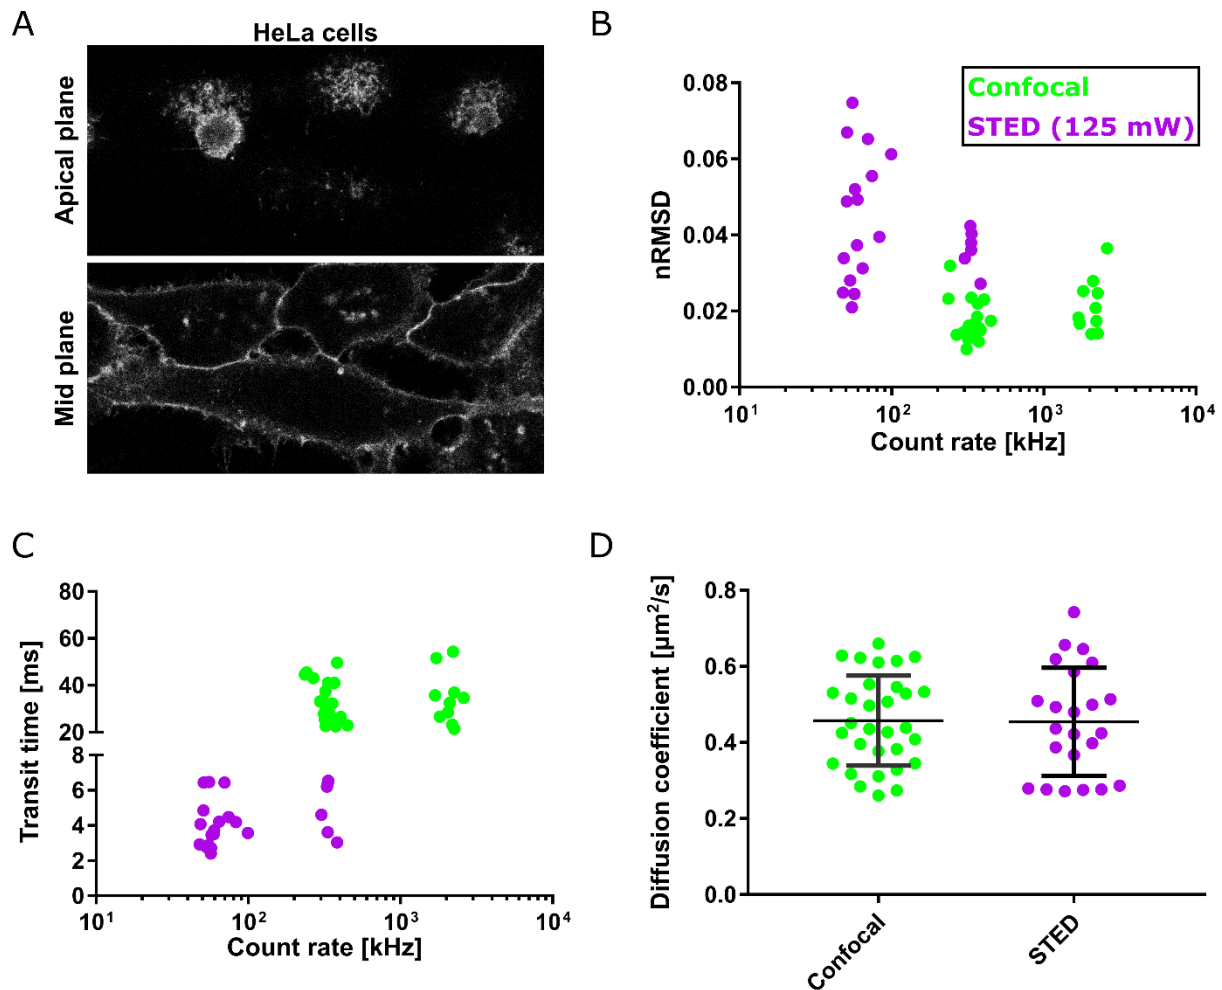 A
HeLa cells
Apical plane
Mid plane
B
Confocal
STED (125 mW)
nRMSD
0.08
0.06
0.04
0.02
0.00
10¹ 10² 10³ 10⁴
Count rate [kHz]
C
Transit time [ms]
80
60
40
20
8
6
4
2
0
10¹ 10² 10³ 10⁴
Count rate [kHz]
D
Diffusion coefficient [µm²/s]
0.8
0.6
0.4
0.2
0.0
Confocal
STED